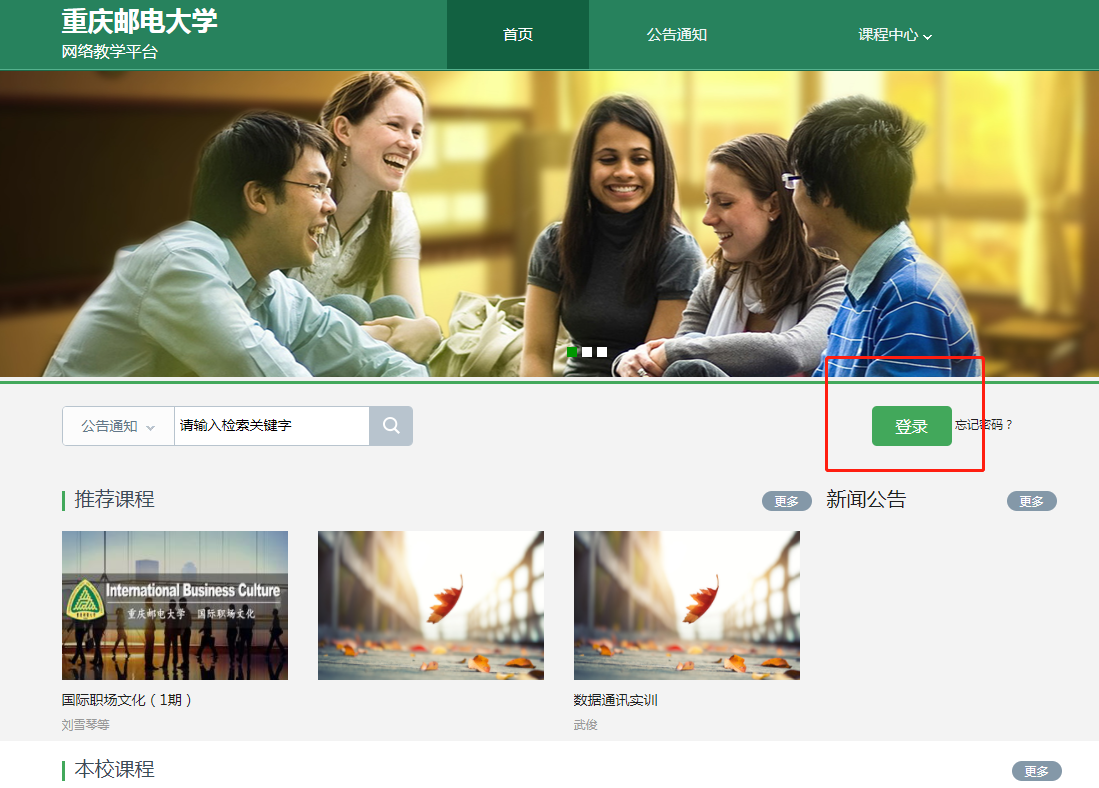 重庆邮电大学
网络教学平台
首页
公告通知
课程中心
公告通知
请输入检索关键字
登录
忘记密码？
推荐课程
更多
新闻公告
更多
International Business Culture
重庆邮电大学 国际职场文化
国际职场文化（1期）
刘雪琴等
数据通讯实训
武俊
本校课程
更多